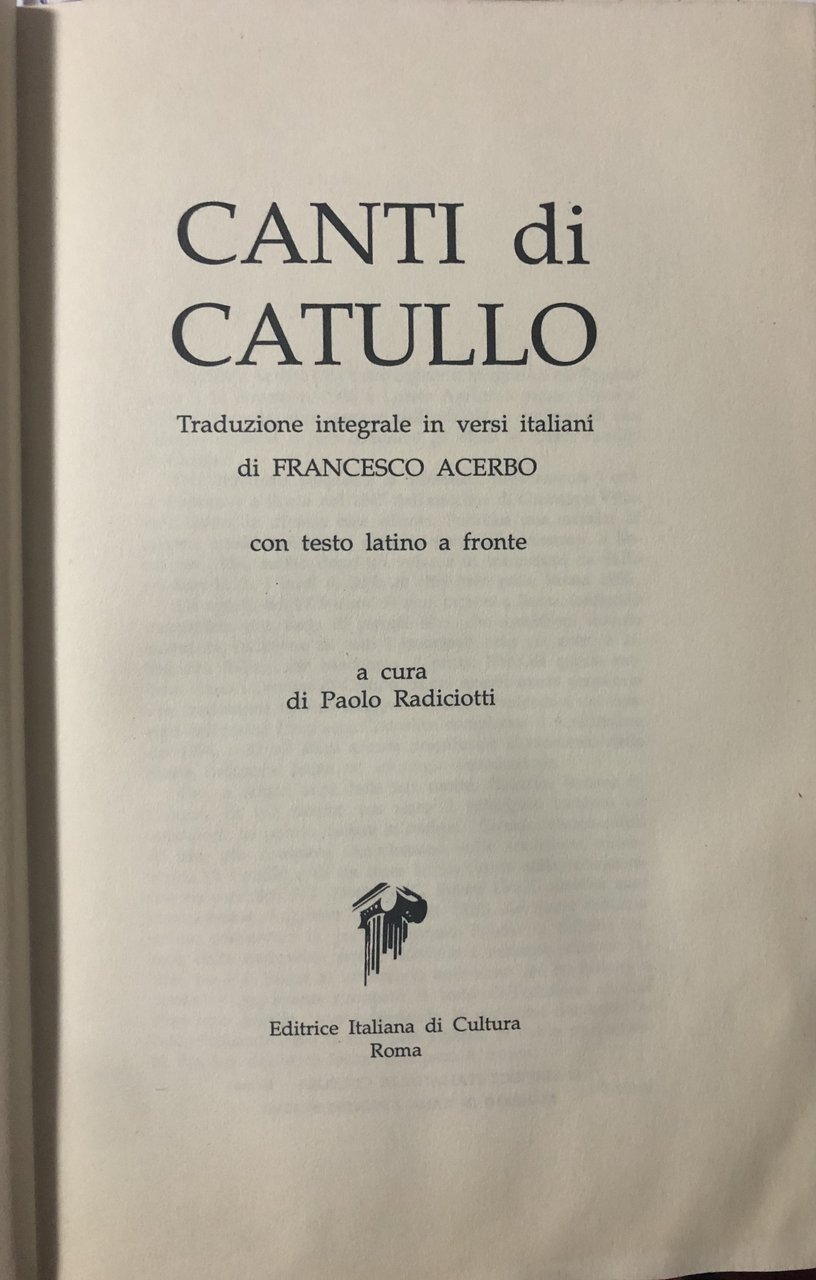 CANTI di
CATULLO
Traduzione integrale in versi italiani
di FRANCESCO ACERBO
con testo latino a fronte
a cura
di Paolo Radiciotti
Editrice Italiana di Cultura
Roma